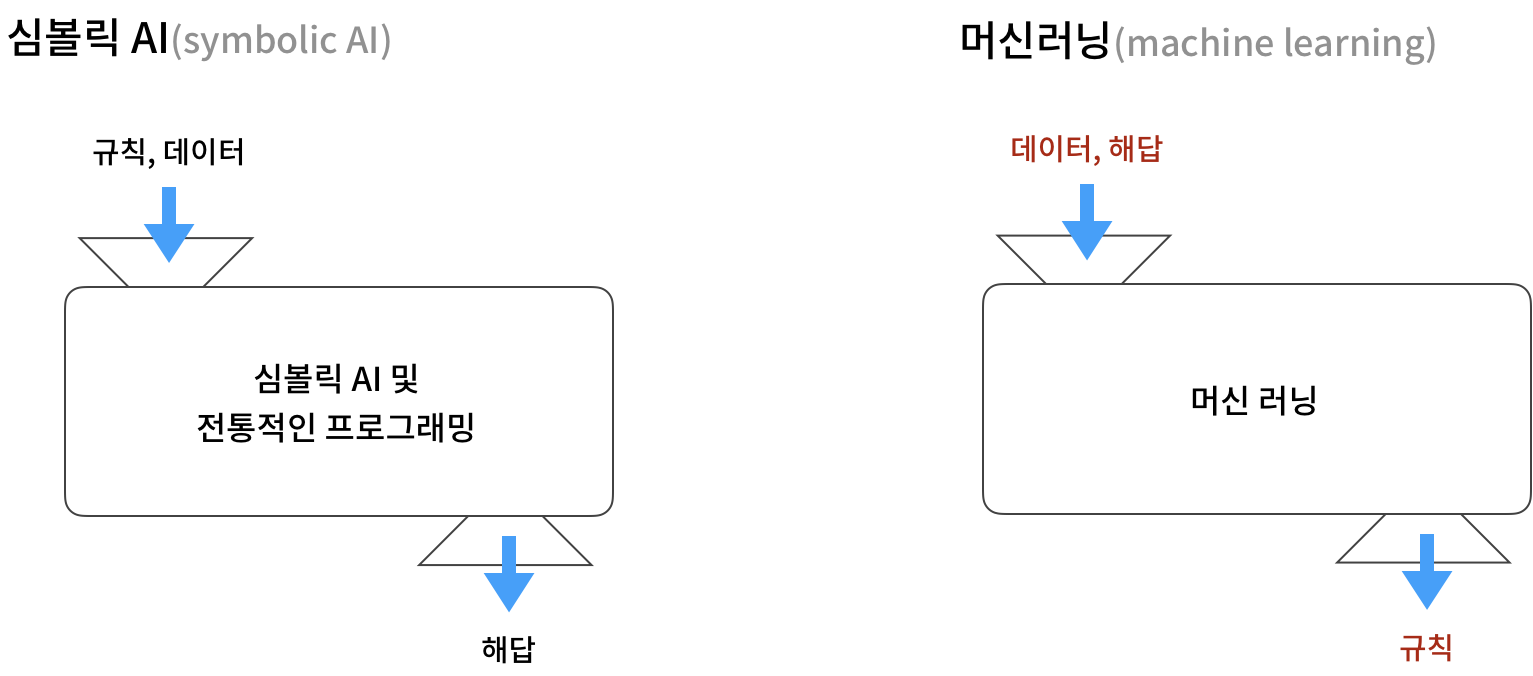 심볼릭 AI(symbolic AI)
규칙, 데이터
심볼릭 AI 및
전통적인 프로그래밍
해답
머신러닝(machine learning)
데이터, 해답
머신 러닝
규칙